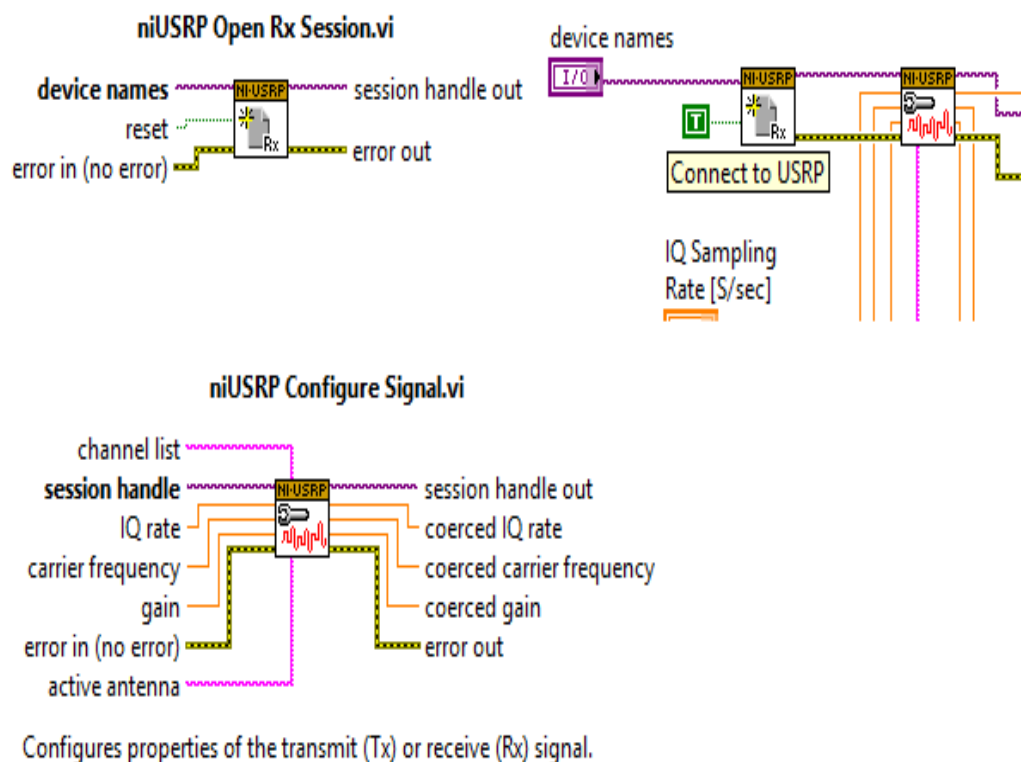 niUSRP Open Rx Session.vi
device names
reset
error in (no error)
NI-USRP
Rx
session handle out
error out
device names
I/O
T
NI-USRP
Rx
NI-USRP
Connect to USRP
IQ Sampling
Rate [S/sec]
niUSRP Configure Signal.vi
channel list
session handle
IQ rate
carrier frequency
gain
error in (no error)
active antenna
NI-USRP
session handle out
coerced IQ rate
coerced carrier frequency
coerced gain
error out
Configures properties of the transmit (Tx) or receive (Rx) signal.